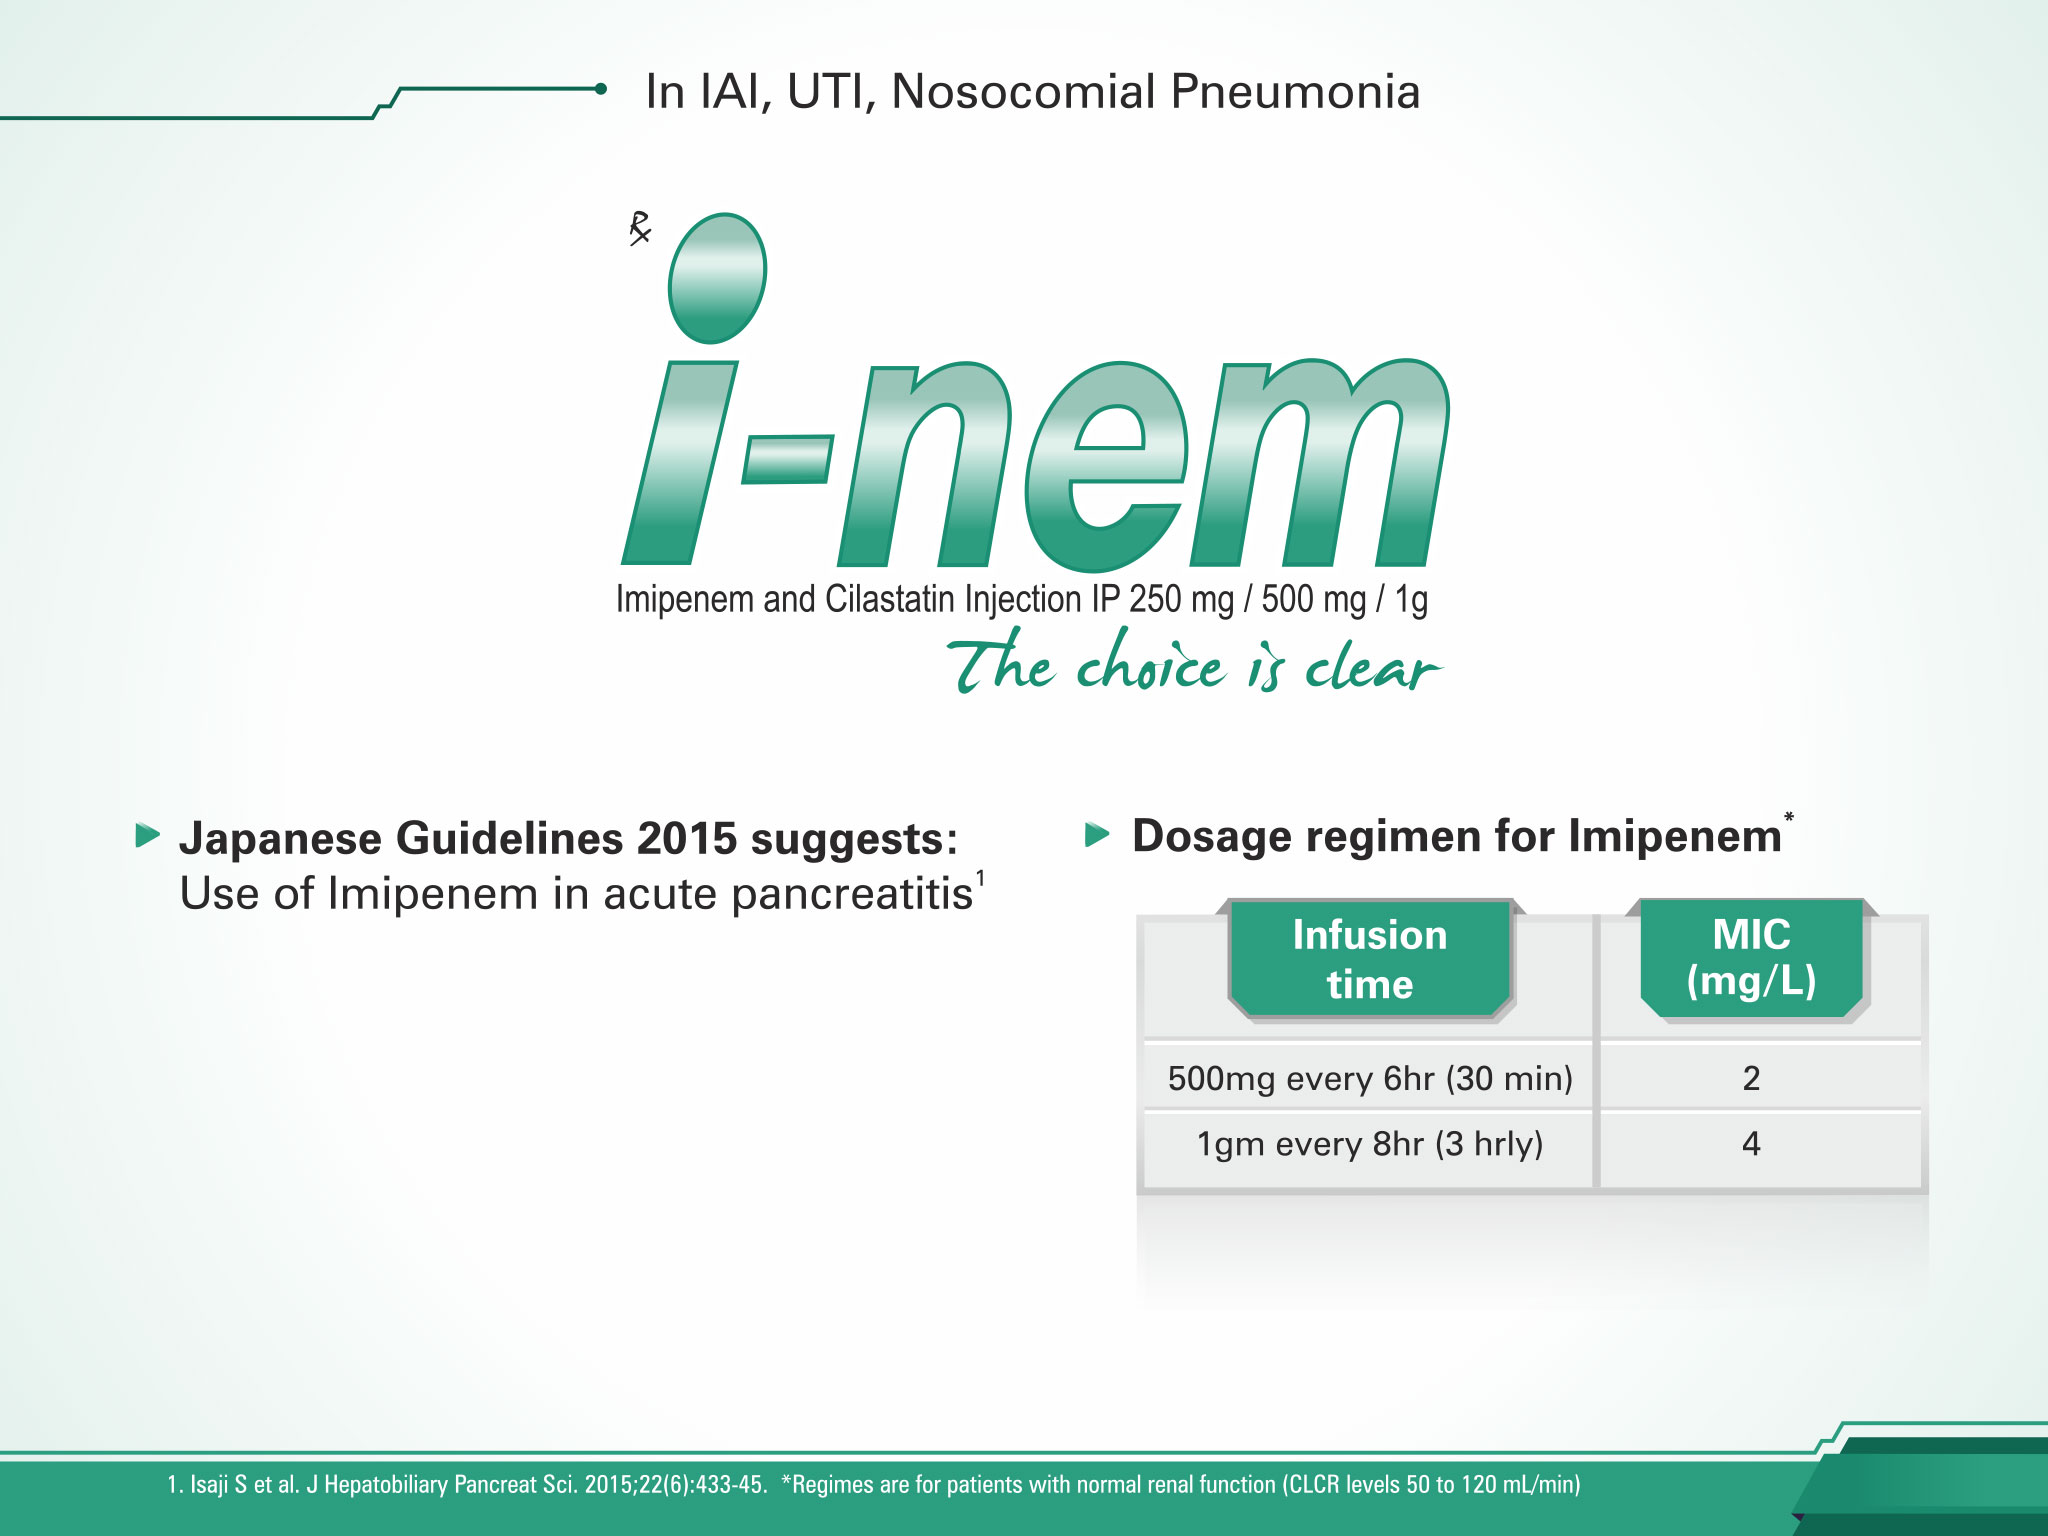 In IAI, UTI, Nosocomial Pneumonia
℞
i-nem
Imipenem and Cilastatin Injection IP 250 mg / 500 mg / 1g
The choice is clear
Japanese Guidelines 2015 suggests:
Use of Imipenem in acute pancreatitis¹
Dosage regimen for Imipenem*
Infusion time
MIC (mg/L)
500mg every 6hr (30 min) 2
1gm every 8hr (3 hrly) 4
1. Isaji S et al. J Hepatobiliary Pancreat Sci. 2015;22(6):433-45. *Regimes are for patients with normal renal function (CLCR levels 50 to 120 mL/min)